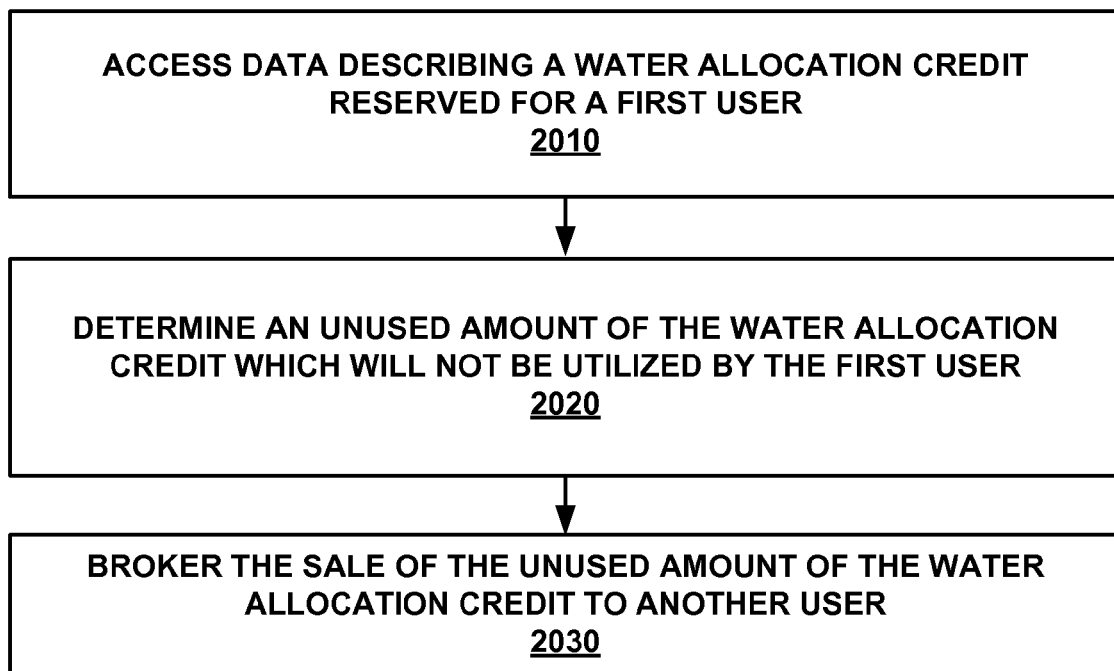 ACCESS DATA DESCRIBING A WATER ALLOCATION CREDIT
RESERVED FOR A FIRST USER
2010
DETERMINE AN UNUSED AMOUNT OF THE WATER ALLOCATION
CREDIT WHICH WILL NOT BE UTILIZED BY THE FIRST USER
2020
BROKER THE SALE OF THE UNUSED AMOUNT OF THE WATER
ALLOCATION CREDIT TO ANOTHER USER
2030